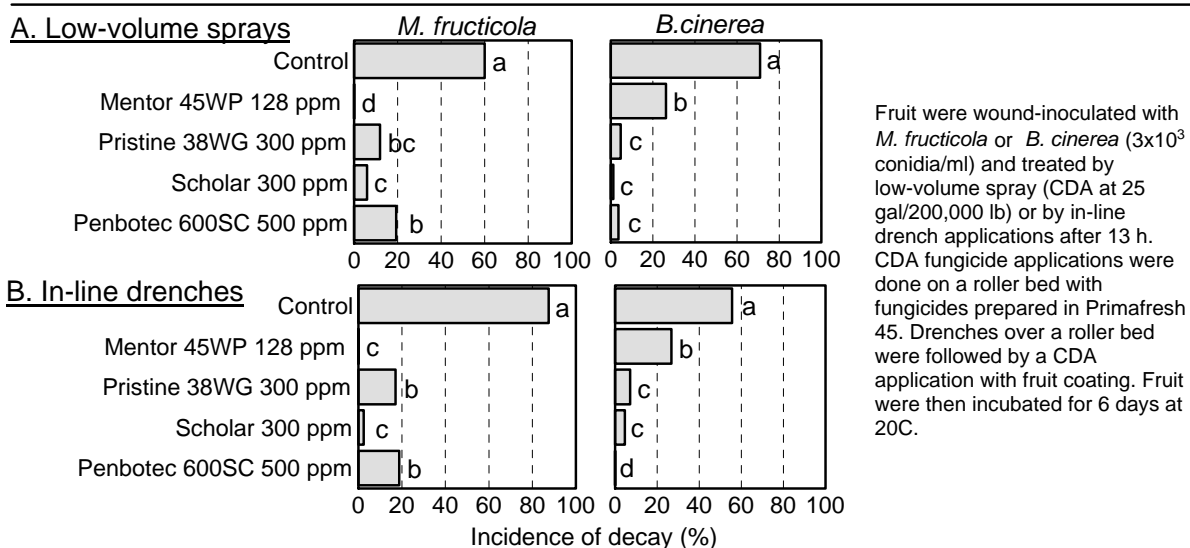 A. Low-volume sprays
M. fructicola
B.cinerea
Control
a
a
Mentor 45WP 128 ppm
d
b
Pristine 38WG 300 ppm
bc
c
Scholar 300 ppm
c
c
Penbotec 600SC 500 ppm
b
c
0 20 40 60 80 100
0 20 40 60 80 100
B. In-line drenches
Control
a
a
Mentor 45WP 128 ppm
c
b
Pristine 38WG 300 ppm
b
c
Scholar 300 ppm
c
c
Penbotec 600SC 500 ppm
b
d
0 20 40 60 80 100
0 20 40 60 80 100
Incidence of decay (%)
Fruit were wound-inoculated with
M. fructicola or B. cinerea (3x10³
conidia/ml) and treated by
low-volume spray (CDA at 25
gal/200,000 lb) or by in-line
drench applications after 13 h.
CDA fungicide applications were
done on a roller bed with
fungicides prepared in Primafresh
45. Drenches over a roller bed
were followed by a CDA
application with fruit coating. Fruit
were then incubated for 6 days at
20C.